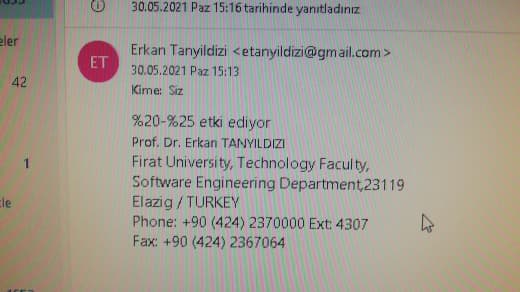 30.05.2021 Paz 15:16 tarihinde yanıtladınız
eler
ET
Erkan Tanyildizi <etanyildizi@gmail.com>
30.05.2021 Paz 15:13
42
Kime: Siz
%20-%25 etki ediyor
Prof. Dr. Erkan TANYILDIZI
1
Firat University, Technology Faculty,
Software Engineering Department,23119
Elazig / TURKEY
Phone: +90 (424) 2370000 Ext: 4307
Fax: +90 (424) 2367064